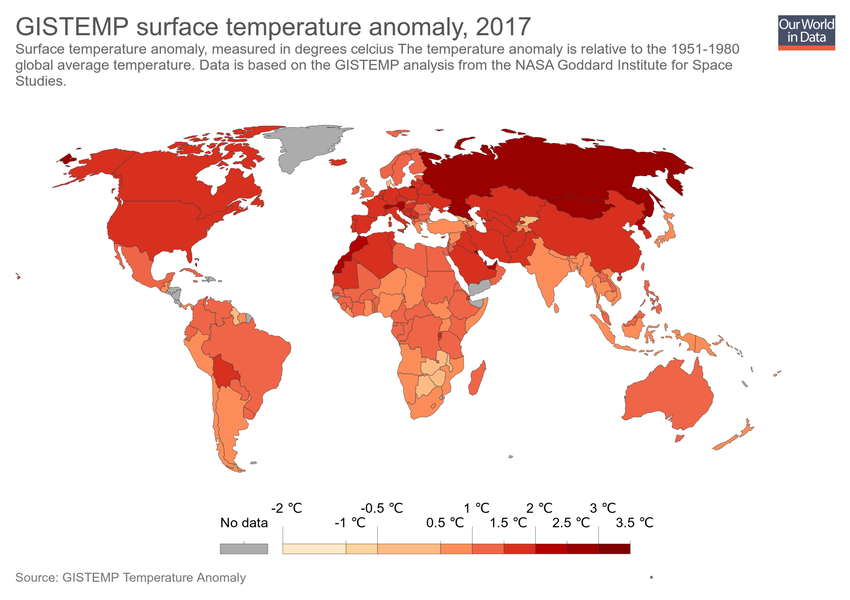 GISTEMP surface temperature anomaly, 2017
Our World
in Data
Surface temperature anomaly, measured in degrees celcius The temperature anomaly is relative to the 1951-1980
global average temperature. Data is based on the GISTEMP analysis from the NASA Goddard Institute for Space
Studies.
-2 °C -0.5 °C 1 °C 2 °C 3 °C
No data -1 °C 0.5 °C 1.5 °C 2.5 °C 3.5 °C
Source: GISTEMP Temperature Anomaly